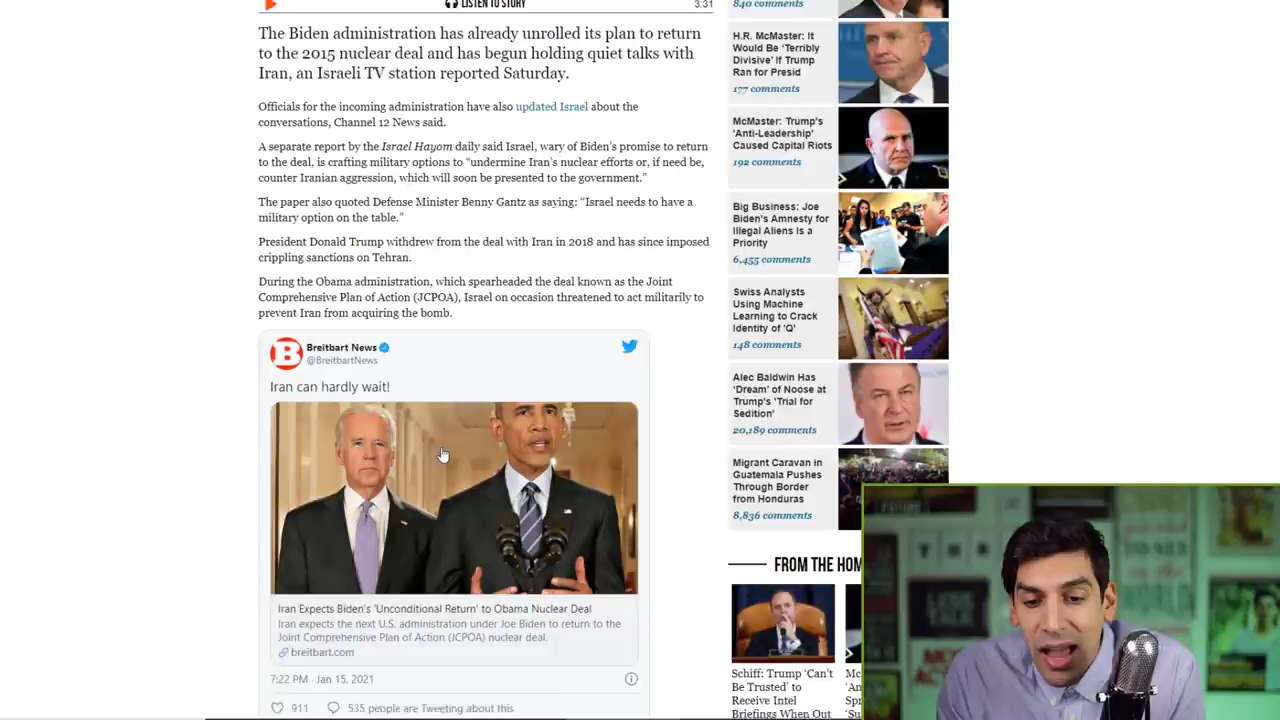 LISTEN TO STORY
3:31
The Biden administration has already unrolled its plan to return
to the 2015 nuclear deal and has begun holding quiet talks with
Iran, an Israeli TV station reported Saturday.
Officials for the incoming administration have also updated Israel about the
conversations, Channel 12 News said.
A separate report by the Israel Hayom daily said Israel, wary of Biden's promise to return
to the deal, is crafting military options to “undermine Iran's nuclear efforts or, if need be,
counter Iranian aggression, which will soon be presented to the government.”
The paper also quoted Defense Minister Benny Gantz as saying: “Israel needs to have a
military option on the table.”
President Donald Trump withdrew from the deal with Iran in 2018 and has since imposed
crippling sanctions on Tehran.
During the Obama administration, which spearheaded the deal known as the Joint
Comprehensive Plan of Action (JCPOA), Israel on occasion threatened to act militarily to
prevent Iran from acquiring the bomb.
B
Breitbart News
@BreitbartNews
Iran can hardly wait!
Iran Expects Biden's 'Unconditional Return' to Obama Nuclear Deal
Iran expects the next U.S. administration under Joe Biden to return to the
Joint Comprehensive Plan of Action (JCPOA) nuclear deal.
breitbart.com
7:22 PM · Jan 15, 2021
911
535 people are Tweeting about this
840 comments
H.R. McMaster: It
Would Be 'Terribly
Divisive' If Trump
Ran for Presid
177 comments
McMaster: Trump's
'Anti-Leadership'
Caused Capital Riots
192 comments
Big Business: Joe
Biden's Amnesty for
Illegal Aliens Is a
Priority
6,455 comments
Swiss Analysts
Using Machine
Learning to Crack
Identity of 'Q'
148 comments
Alec Baldwin Has
'Dream' of Noose at
Trump's 'Trial for
Sedition'
20,189 comments
Migrant Caravan in
Guatemala Pushes
Through Border
from Honduras
8,836 comments
FROM THE HOM
Schiff: Trump 'Can't
Be Trusted' to
Receive Intel
Briefings When Out
Mc
'An
Spr
'Su